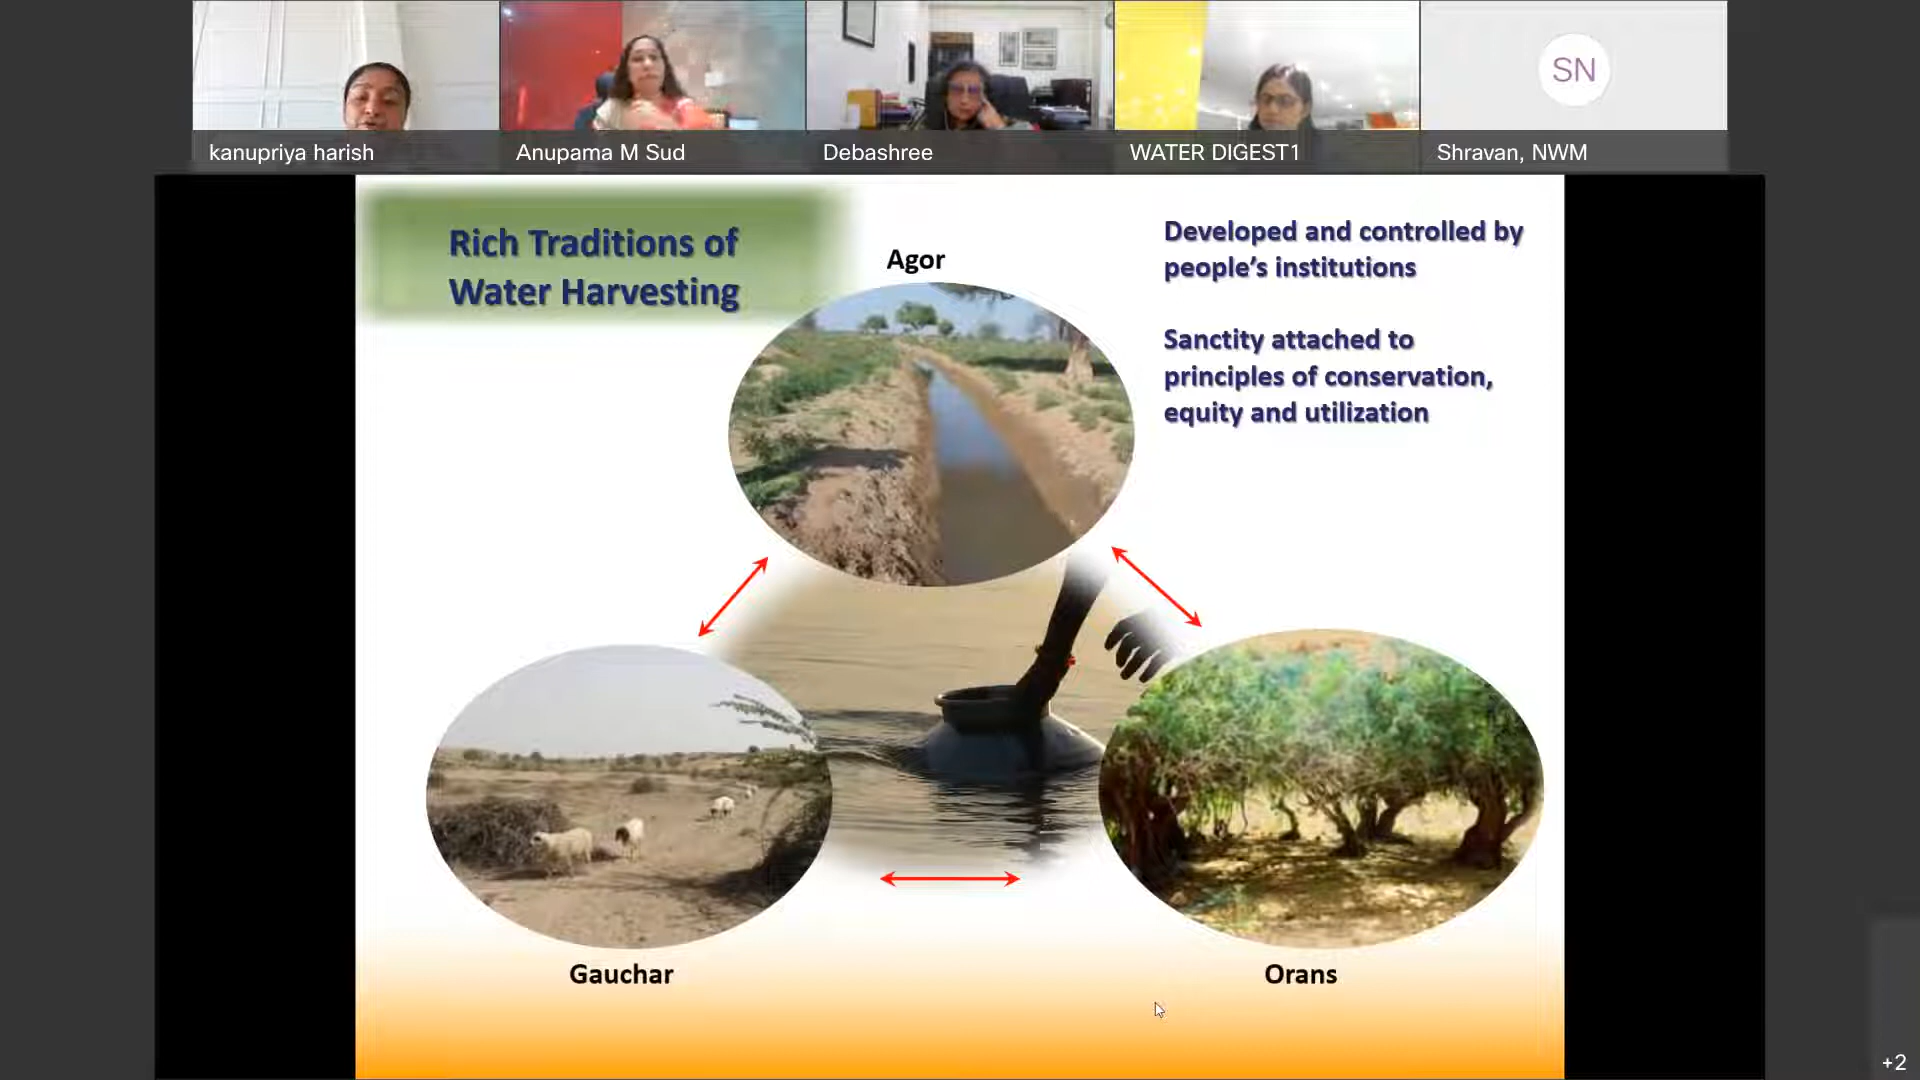 kanupriya harish
Anupama M Sud
Debashree
WATER DIGEST1
SN
Shravan, NWM
Rich Traditions of
Water Harvesting
Agor
Developed and controlled by
people’s institutions
Sanctity attached to
principles of conservation,
equity and utilization
Gauchar
Orans
+2